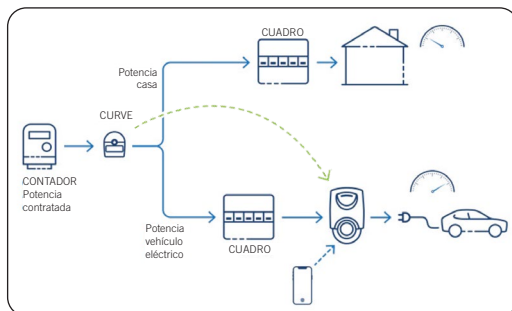 CUADRO
Potencia
casa
CURVE
CONTADOR
Potencia
contratada
Potencia
vehículo
eléctrico
CUADRO